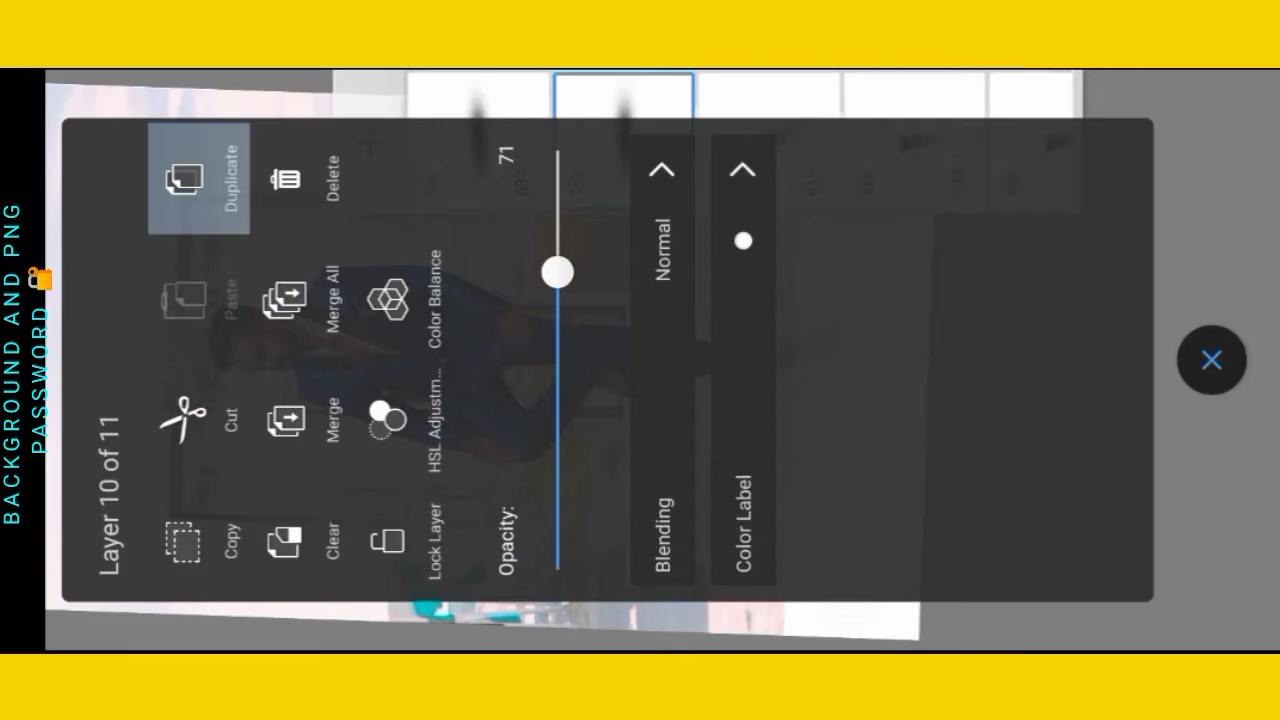 BACKGROUND AND PNG
PASSWORD
Layer 10 of 11
Copy
Cut
Paste
Duplicate
Clear
Merge
Merge All
Delete
Lock Layer
HSL Adjustm...
Color Balance
Opacity:
71
Blending
Normal
Color Label